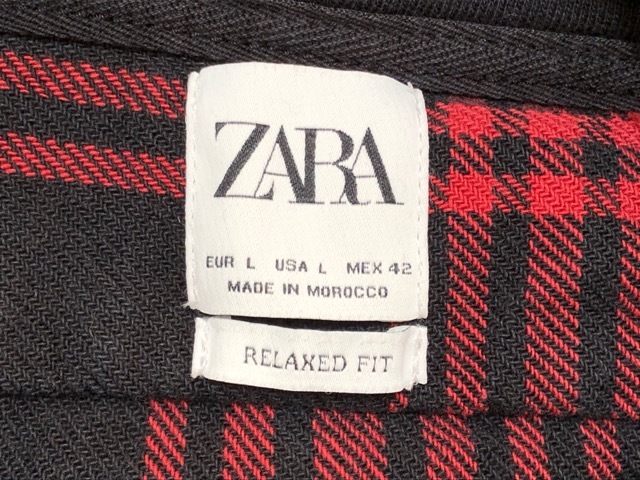 ZARA
EUR L USA L MEX 42
MADE IN MOROCCO
RELAXED FIT